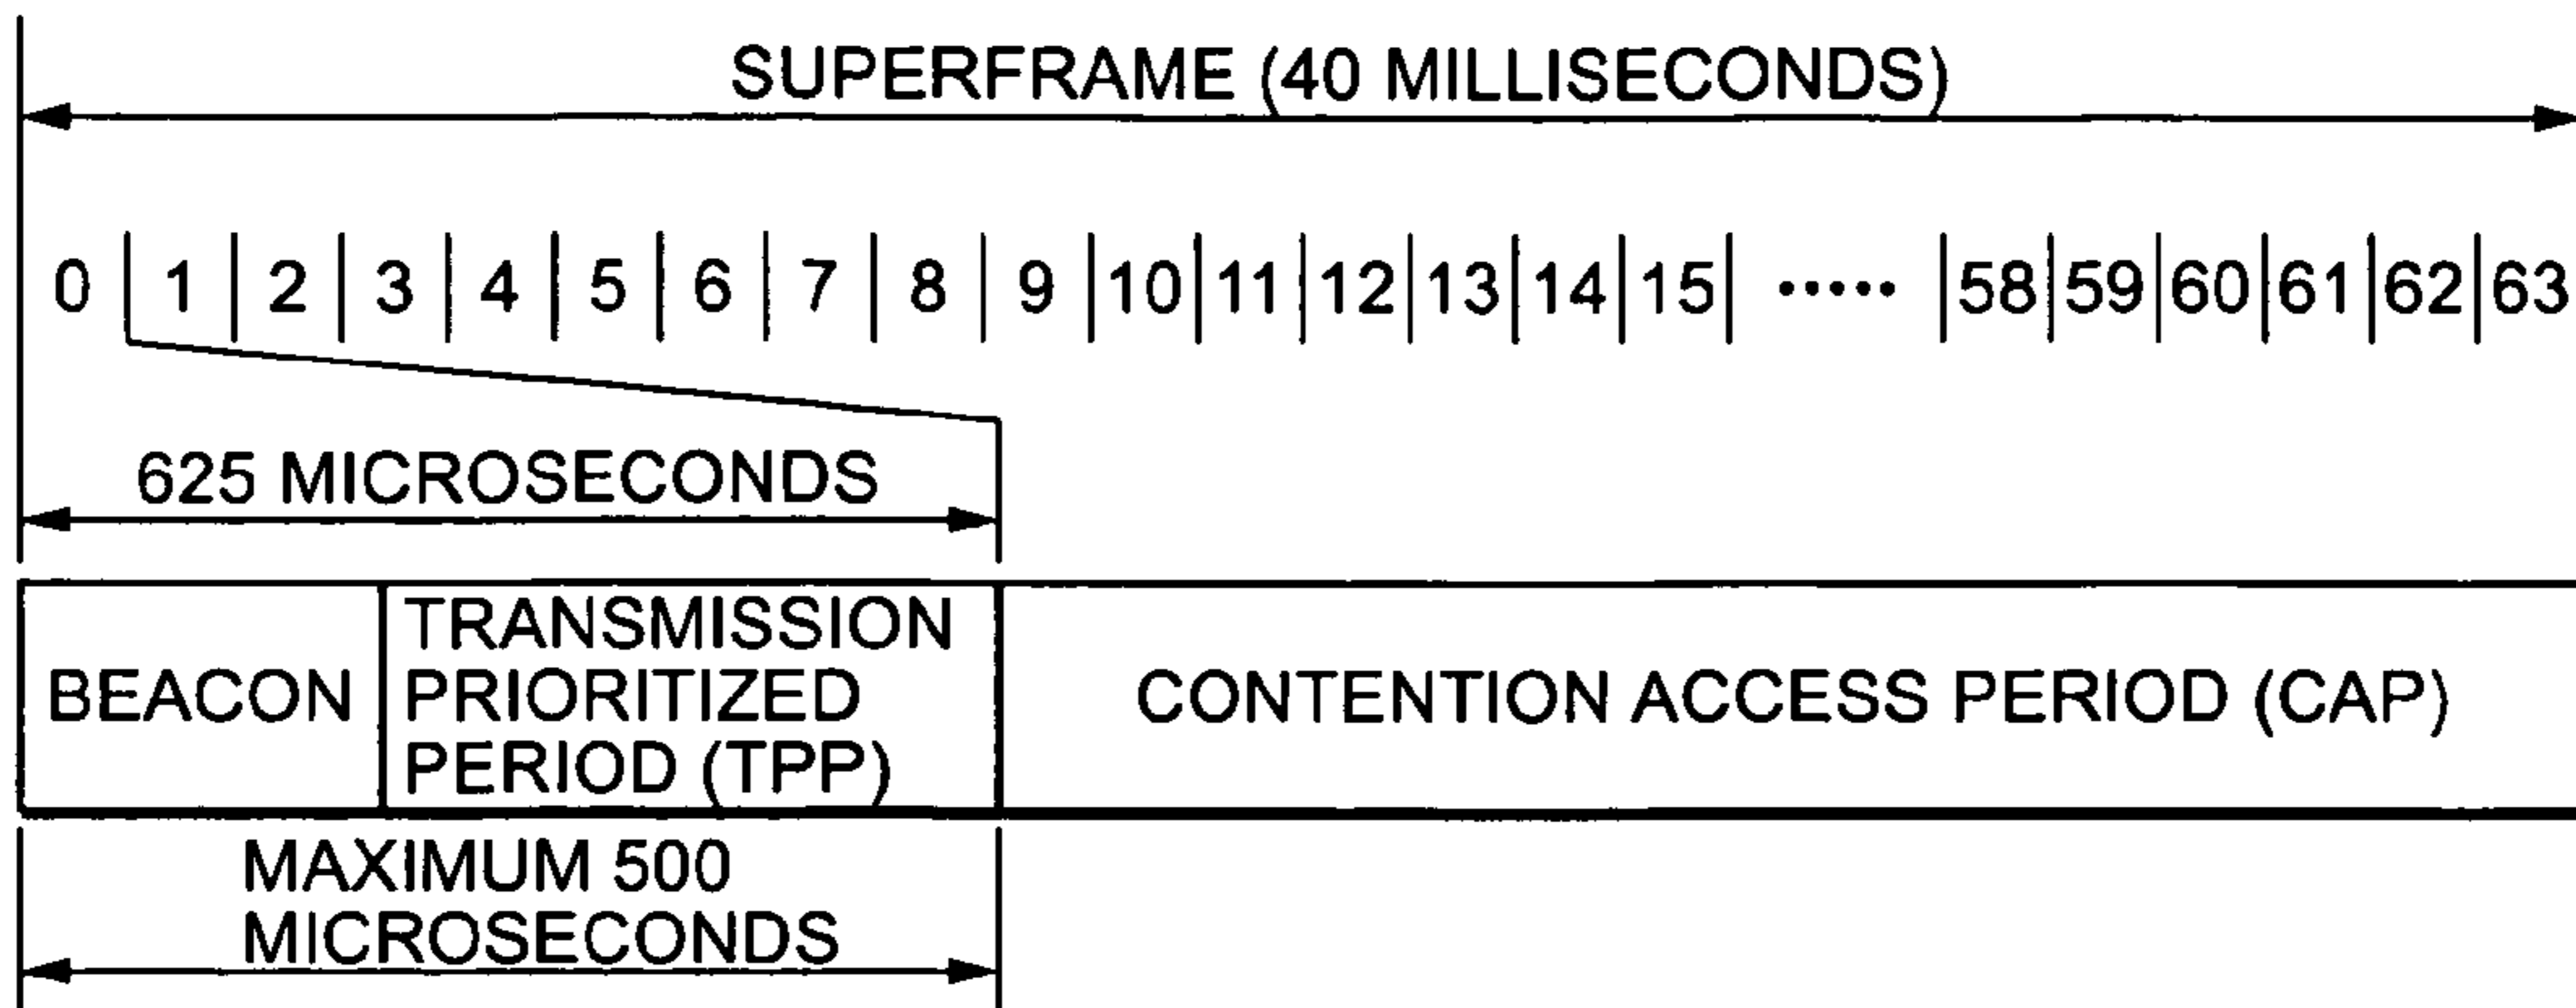 SUPERFRAME (40 MILLISECONDS)
0 1 2 3 4 5 6 7 8 9 10 11 12 13 14 15 ····· 58 59 60 61 62 63
625 MICROSECONDS
BEACON
TRANSMISSION
PRIORITIZED
PERIOD (TPP)
CONTENTION ACCESS PERIOD (CAP)
MAXIMUM 500
MICROSECONDS